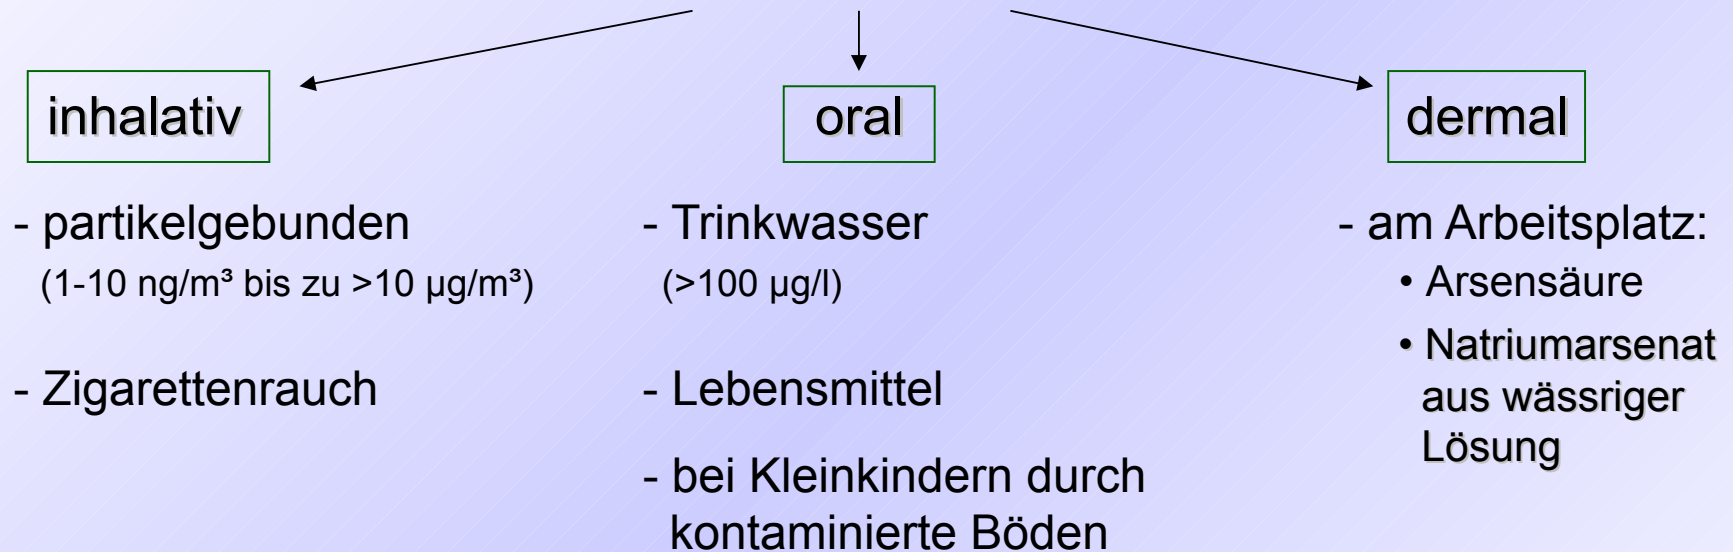 inhalativ
- partikelgebunden
(1-10 ng/m³ bis zu >10 µg/m³)
- Zigarettenrauch
oral
- Trinkwasser
(>100 µg/l)
- Lebensmittel
- bei Kleinkindern durch
kontaminierte Böden
dermal
- am Arbeitsplatz:
• Arsensäure
• Natriumarsenat
aus wässriger
Lösung